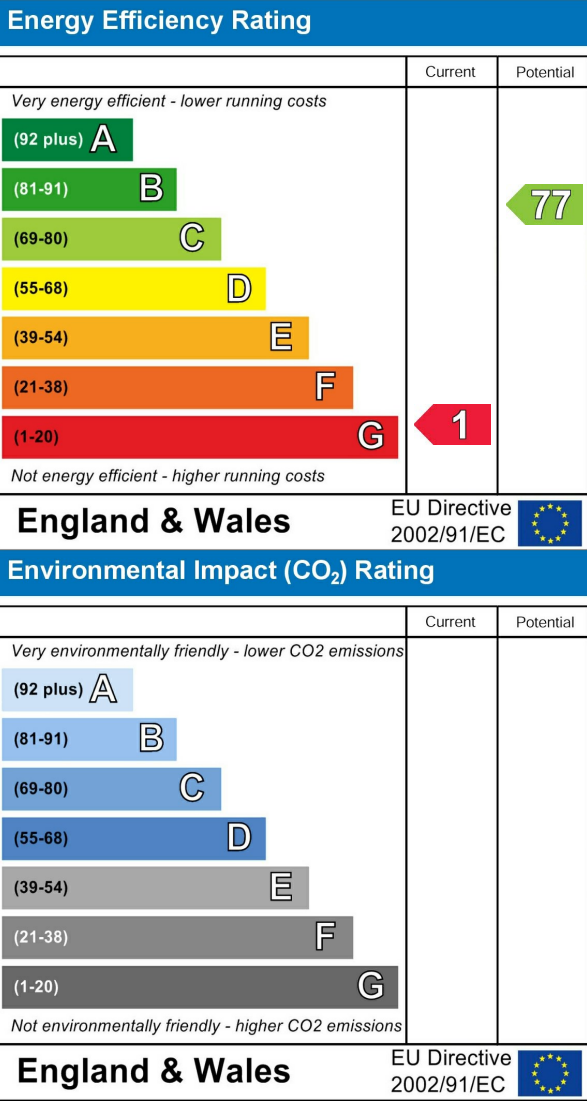 Energy Efficiency Rating
Current Potential
Very energy efficient - lower running costs
(92 plus) A
(81-91) B
77
(69-80) C
(55-68) D
(39-54) E
(21-38) F
(1-20) G
1
Not energy efficient - higher running costs
England & Wales
EU Directive
2002/91/EC
Environmental Impact (CO₂) Rating
Current Potential
Very environmentally friendly - lower CO2 emissions
(92 plus) A
(81-91) B
(69-80) C
(55-68) D
(39-54) E
(21-38) F
(1-20) G
Not environmentally friendly - higher CO2 emissions
England & Wales
EU Directive
2002/91/EC